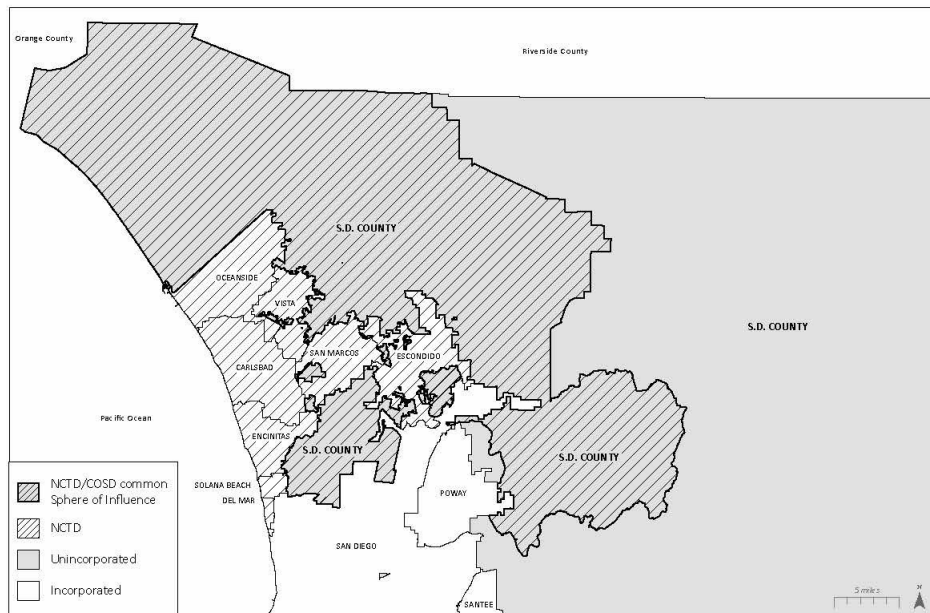 Orange County
Riverside County
S.D. COUNTY
OCEANSIDE
VISTA
S.D. COUNTY
SAN MARCOS
ESCONDIDO
CARLSBAD
Pacific Ocean
ENCINITAS
S.D. COUNTY
S.D. COUNTY
SOLANA BEACH
DEL MAR
POWAY
SAN DIEGO
SANTEE
NCTD/COSD common
Sphere of Influence
NCTD
Unincorporated
Incorporated
5 miles
N